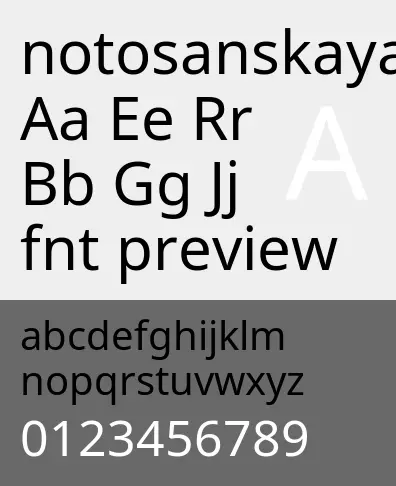 notosanskaya
Aa Ee Rr
A
Bb Gg Jj
fnt preview
abcdefghijklm
nopqrstuvwxyz
0123456789